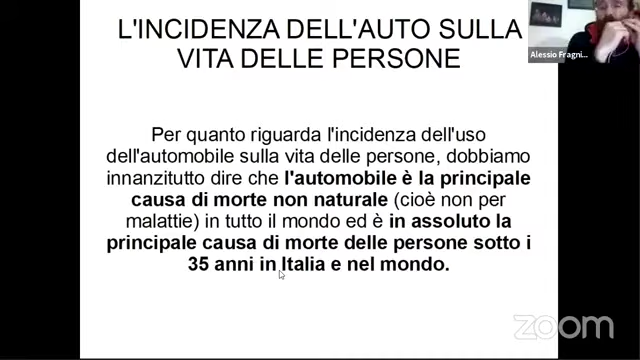 L'INCIDENZA DELL'AUTO SULLA
VITA DELLE PERSONE
Alessio Fragni...
Per quanto riguarda l'incidenza dell'uso
dell'automobile sulla vita delle persone, dobbiamo
innanzitutto dire che l'automobile è la principale
causa di morte non naturale (cioè non per
malattie) in tutto il mondo ed è in assoluto la
principale causa di morte delle persone sotto i
35 anni in Italia e nel mondo.
zoom